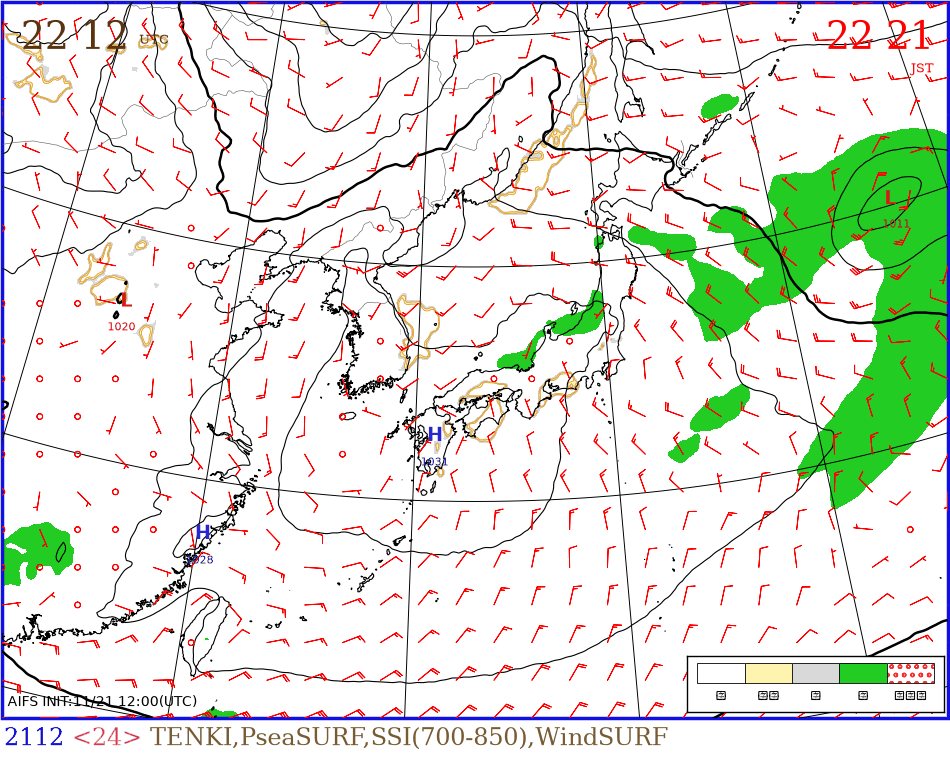 22 12 UTC
22 21
JST
L
1011
L
1020
H
1031
H
028
AIFS INIT:11/21 12:00(UTC)
2112 <24> TENKI,PseaSURF,SSI(700-850),WindSURF